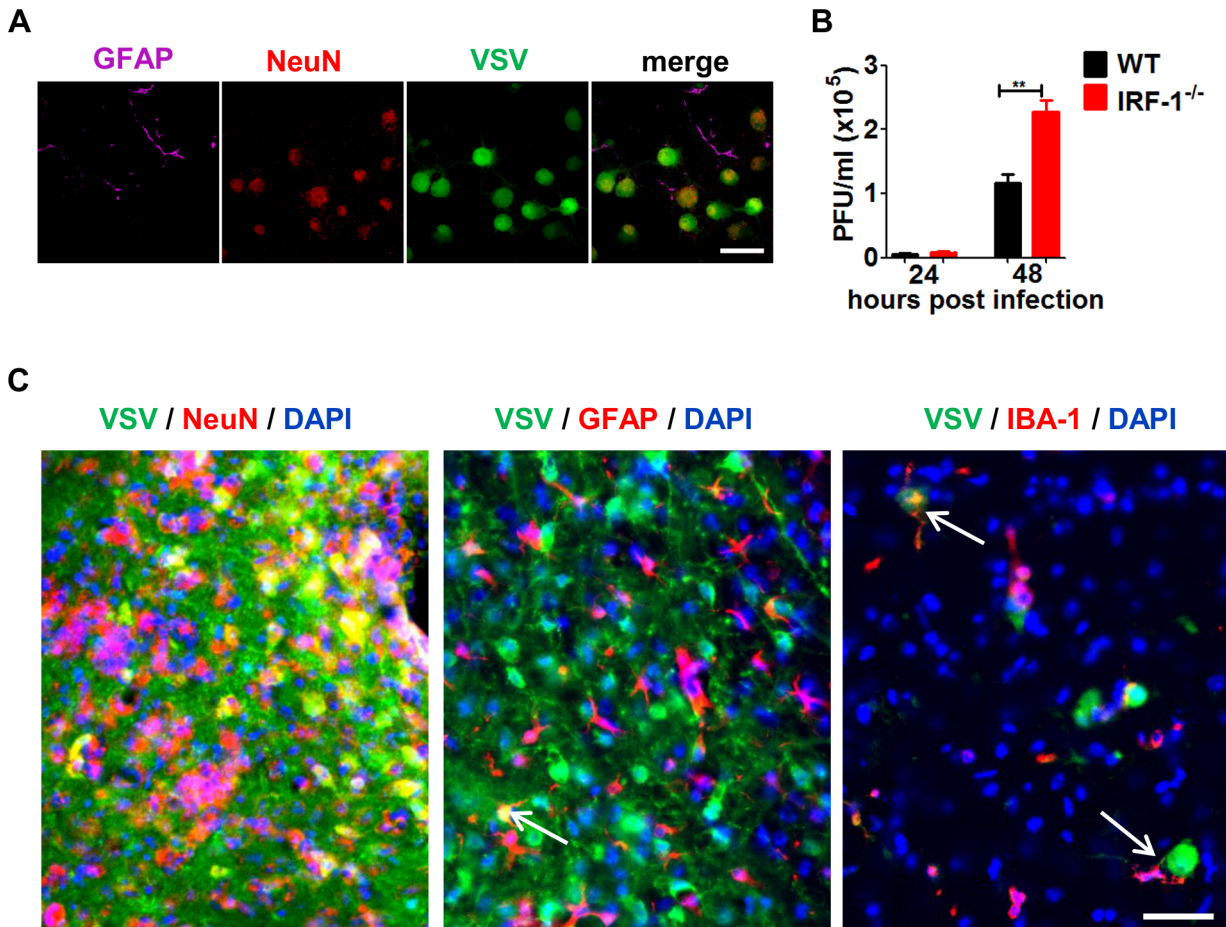 A
GFAP NeuN VSV merge
B
PFU/ml (x10⁵)
3
2
1
0
**
24 48
hours post infection
WT
IRF-1⁻/⁻
C
VSV / NeuN / DAPI
VSV / GFAP / DAPI
VSV / IBA-1 / DAPI